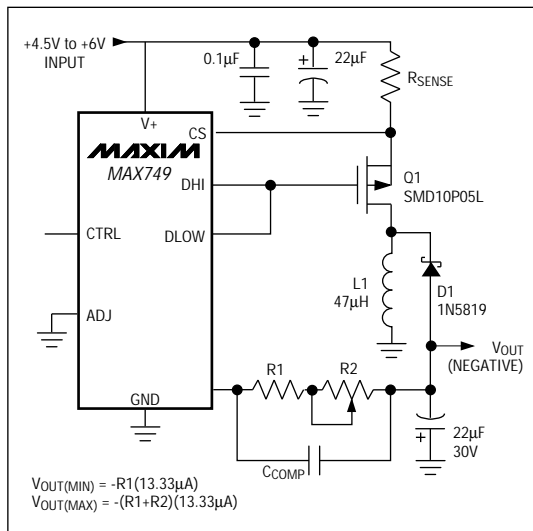 +4.5V to +6V
INPUT
0.1µF
+
22µF
RSENSE
V+
CS
MAXIM
MAX749
DHI
Q1
SMD10P05L
CTRL
DLOW
L1
47µH
D1
1N5819
ADJ
VOUT
(NEGATIVE)
R1
R2
GND
CCOMP
+
22µF
30V
VOUT(MIN) = -R1(13.33µA)
VOUT(MAX) = -(R1+R2)(13.33µA)